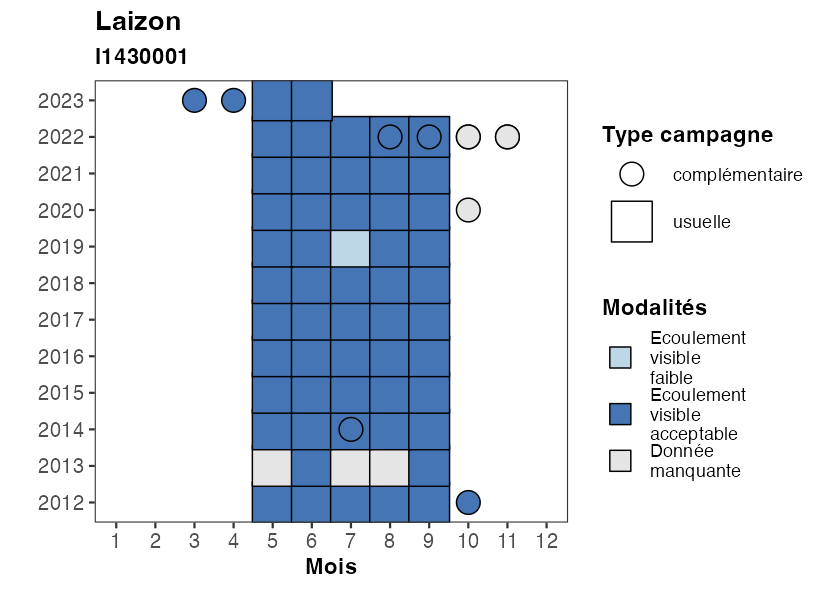 Laizon
I1430001
2023
2022
2021
2020
2019
2018
2017
2016
2015
2014
2013
2012
1 2 3 4 5 6 7 8 9 10 11 12
Mois
Type campagne
complémentaire
usuelle
Modalités
Ecoulement
visible
faible
Ecoulement
visible
acceptable
Donnée
manquante